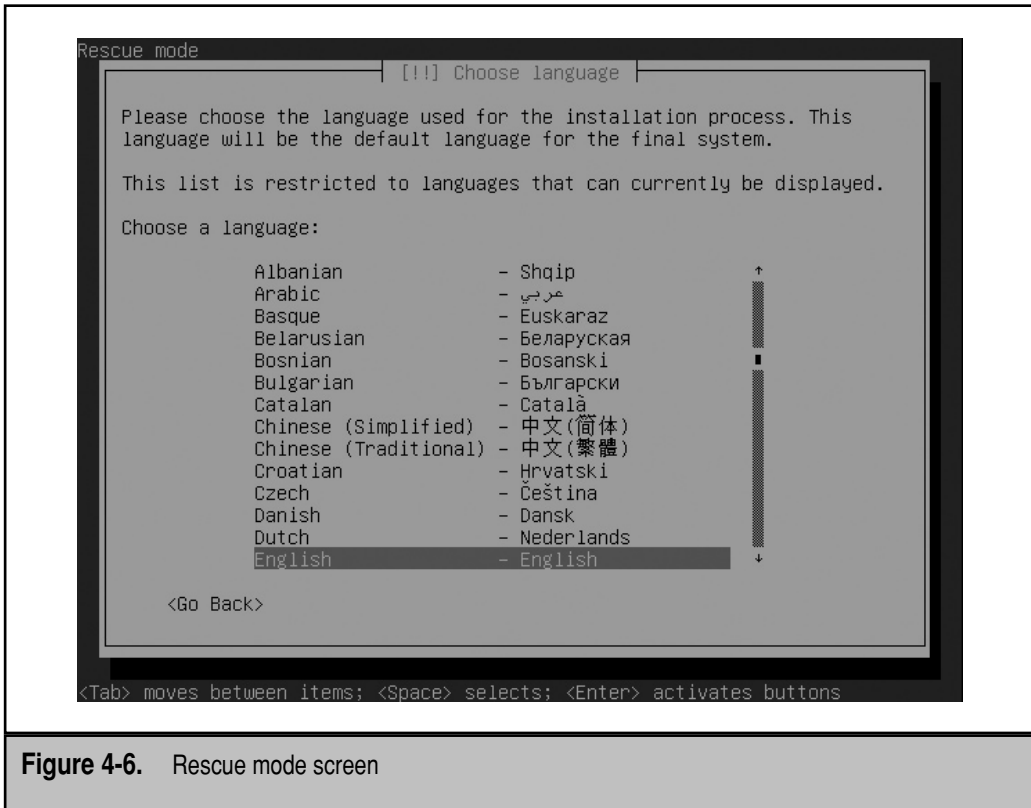 Rescue mode
[!!] Choose language
Please choose the language used for the installation process. This
language will be the default language for the final system.
This list is restricted to languages that can currently be displayed.
Choose a language:
Albanian - Shqip
Arabic - عربي
Basque - Euskaraz
Belarusian - Беларуская
Bosnian - Bosanski
Bulgarian - Български
Catalan - Català
Chinese (Simplified) - 中文(简体)
Chinese (Traditional) - 中文(繁體)
Croatian - Hrvatski
Czech - Čeština
Danish - Dansk
Dutch - Nederlands
English - English
<Go Back>
<Tab> moves between items; <Space> selects; <Enter> activates buttons
Figure 4-6. Rescue mode screen